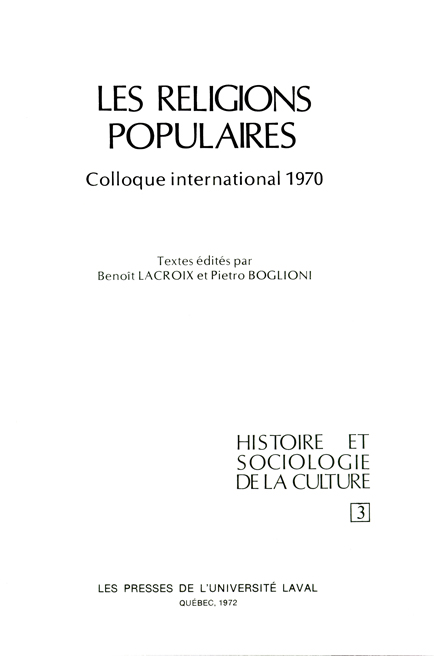 LES RELIGIONS
POPULAIRES
Colloque international 1970
Textes édités par
Benoît LACROIX et Pietro BOGLIONI
HISTOIRE ET
SOCIOLOGIE
DE LA CULTURE
3
LES PRESSES DE L'UNIVERSITÉ LAVAL
QUÉBEC, 1972